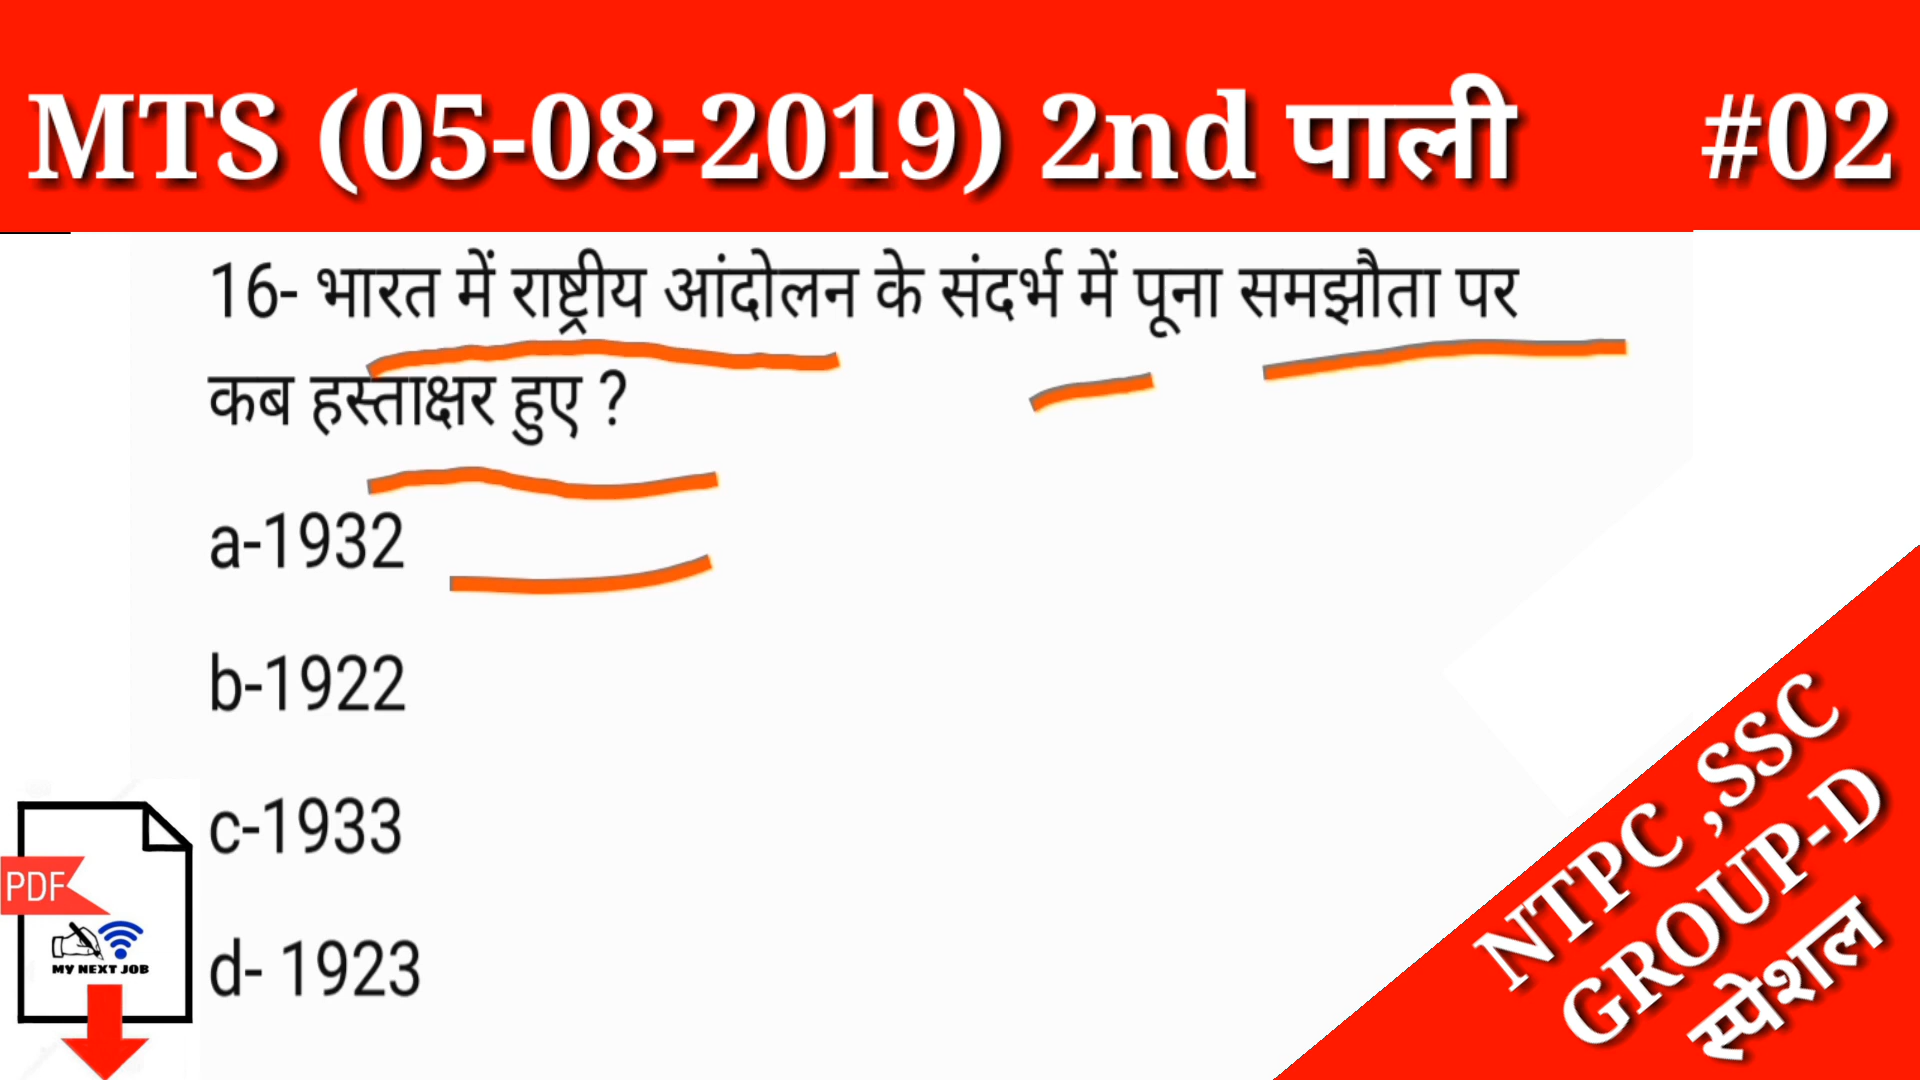 MTS (05-08-2019) 2nd पाली #02
16- भारत में राष्ट्रीय आंदोलन के संदर्भ में पूना समझौता पर
कब हस्ताक्षर हुए ?
a-1932
b-1922
c-1933
d- 1923
PDF
MY NEXT JOB
NTPC ,SSC
GROUP-D
स्पेशल